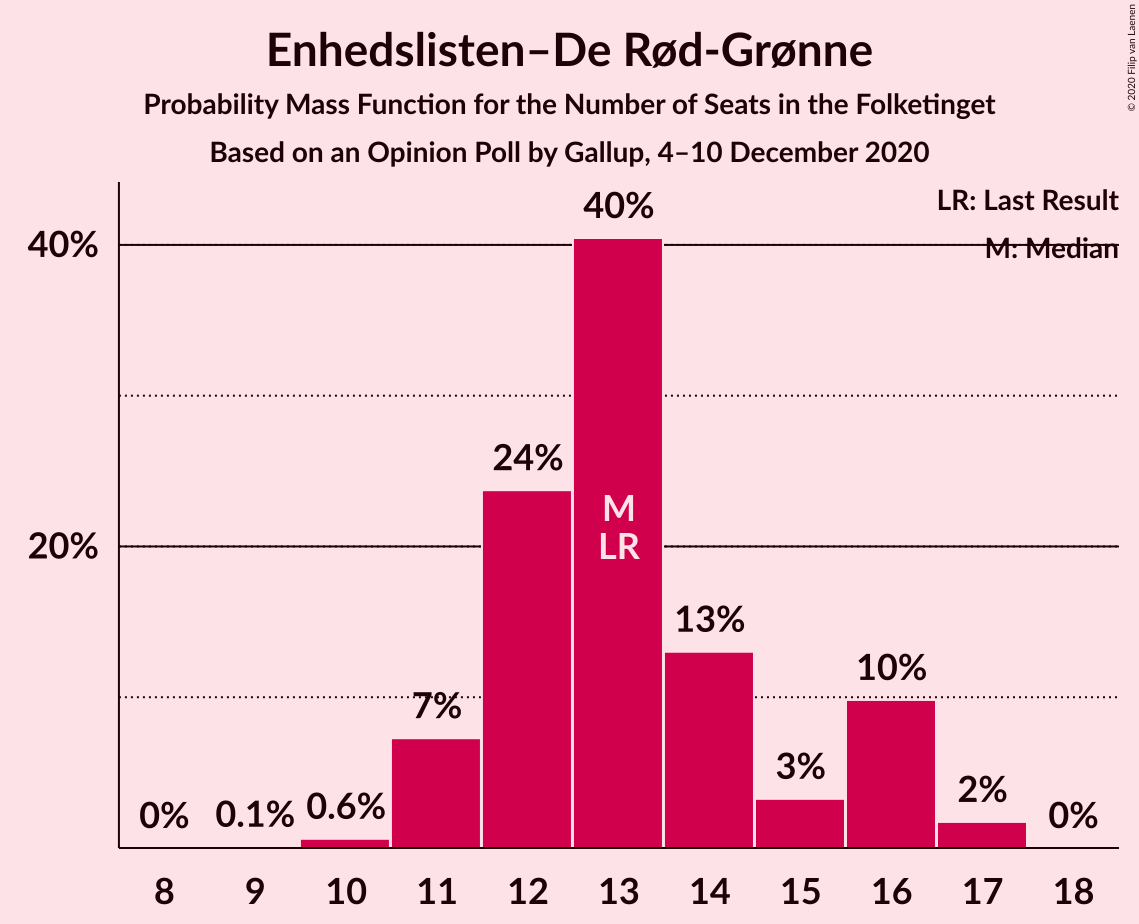 Enhedslisten–De Rød-Grønne
Probability Mass Function for the Number of Seats in the Folketinget
Based on an Opinion Poll by Gallup, 4–10 December 2020
© 2020 Filip van Laenen
LR: Last Result
M: Median
40%
20%
0%
0.1%
0.6%
7%
24%
40%
13%
3%
10%
2%
0%
M
LR
8 9 10 11 12 13 14 15 16 17 18